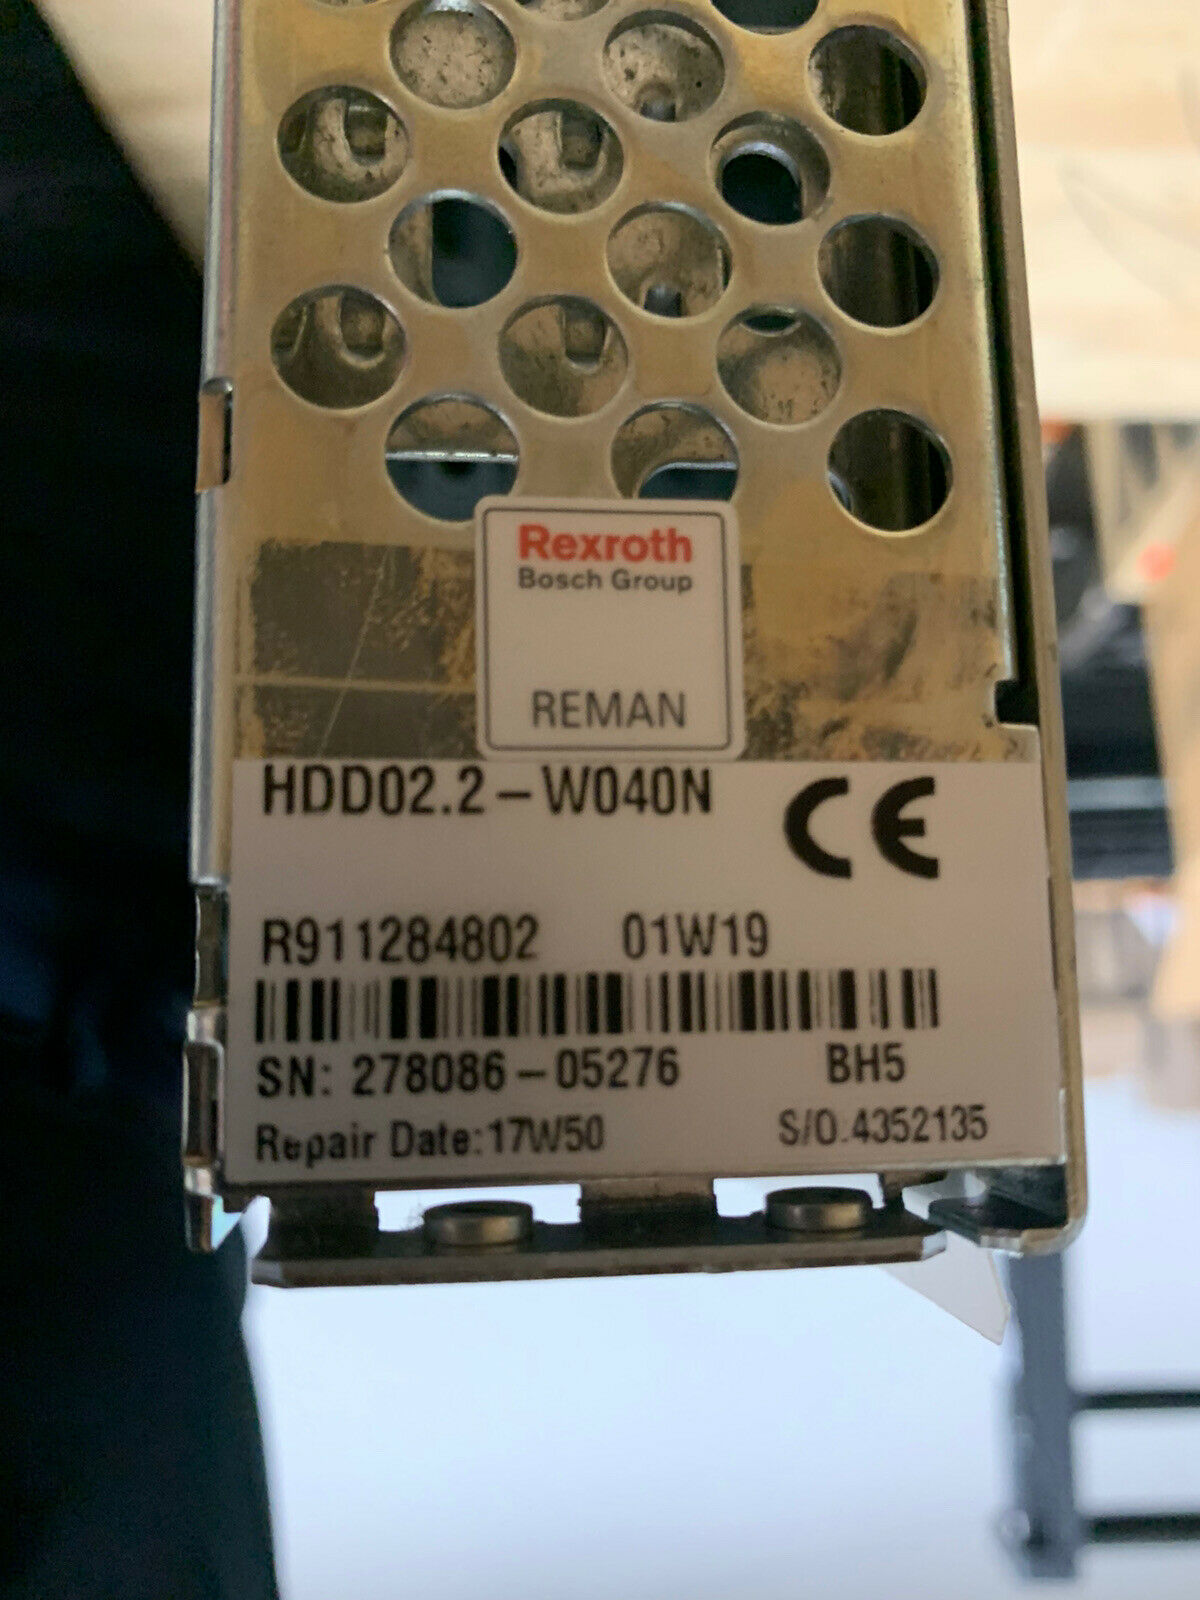 Rexroth
Bosch Group
REMAN
HDD02.2-W040N CE
R911284802 01W19
SN: 278086-05276 BH5
Repair Date:17W50 S/O.4352135